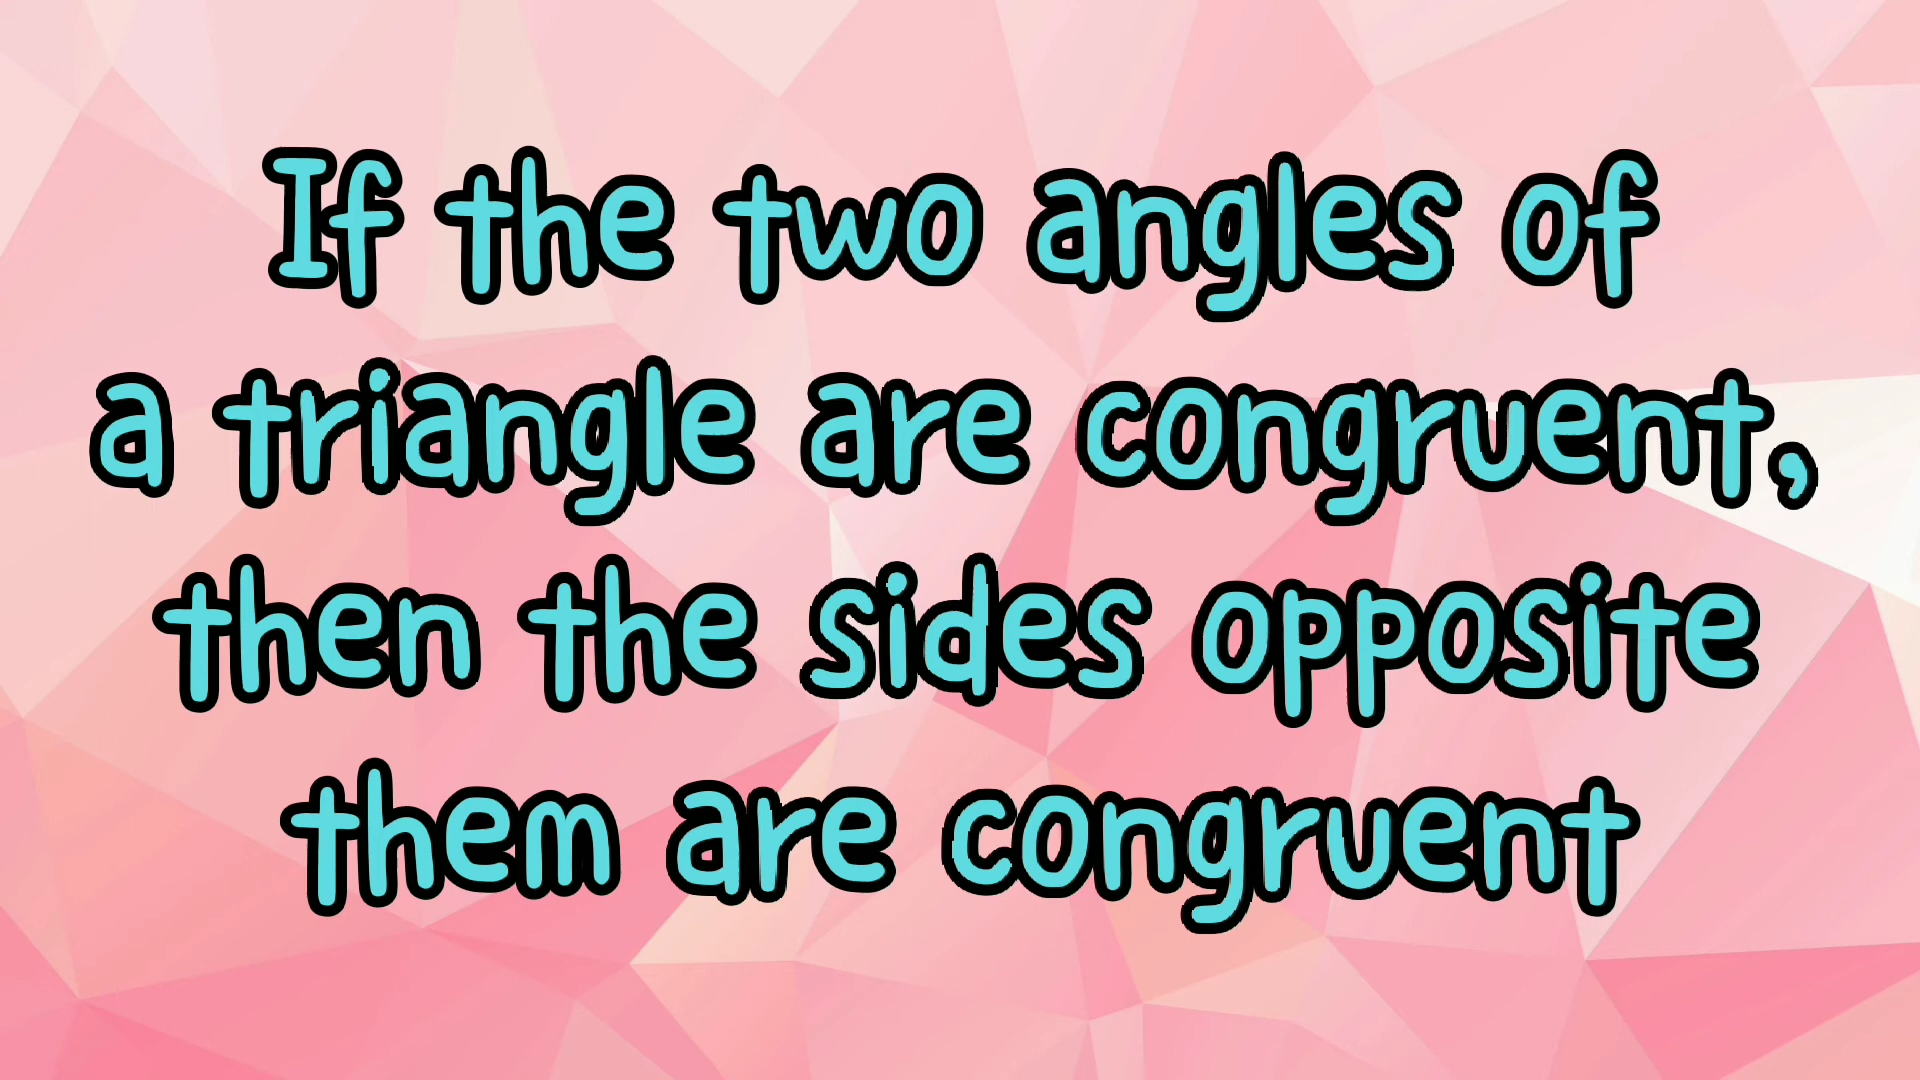 If the two angles of
a triangle are congruent,
then the sides opposite
them are congruent